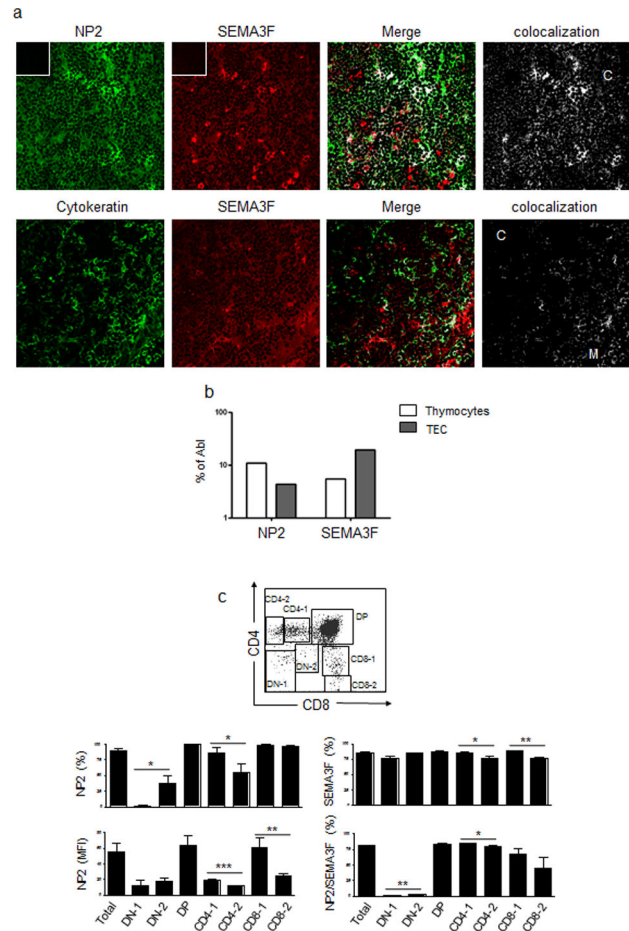 a
NP2 SEMA3F Merge colocalization
C
Cytokeratin SEMA3F Merge colocalization
C
M
b
100
10
1
% of Abl
Thymocytes
TEC
NP2 SEMA3F
c
CD4-2
CD4-1
DP
DN-2
CD8-1
DN-1
CD8-2
CD4
CD8
NP2 (%)
* *
SEMA3F (%)
* **
NP2 (MFI)
*** **
NP2/SEMA3F (%)
** *
Total DN-1 DN-2 DP CD4-1 CD4-2 CD8-1 CD8-2
Total DN-1 DN-2 DP CD4-1 CD4-2 CD8-1 CD8-2